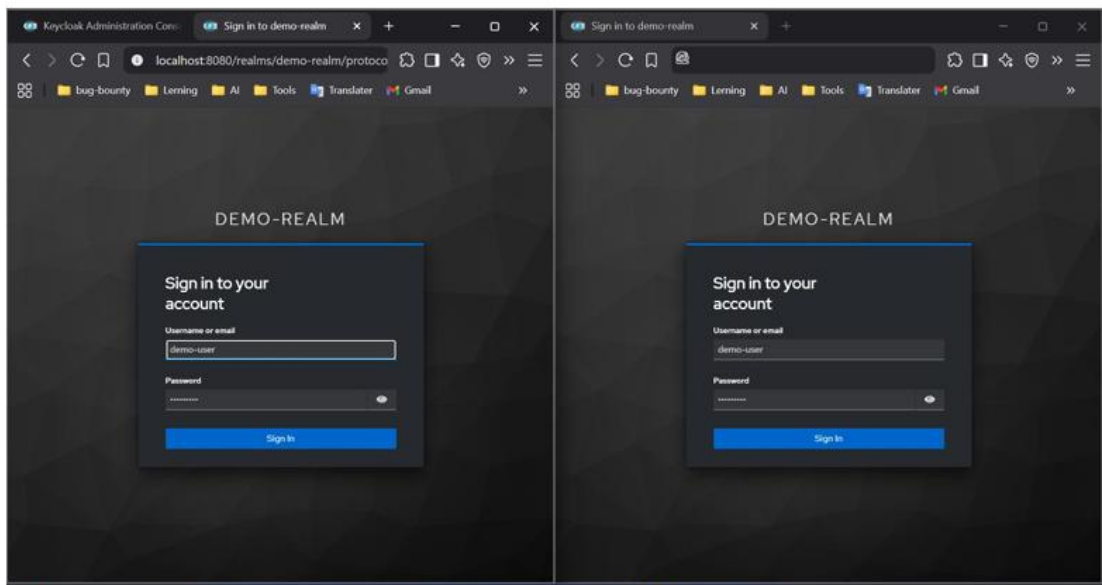 Keycloak Administration Cons
Sign in to demo-realm
localhost:8080/realms/demo-realm/protoco
bug-bounty
Lerning
AI
Tools
Translater
Gmail
DEMO-REALM
Sign in to your
account
Username or email
demo-user
Password
Sign In
Sign in to demo-realm
bug-bounty
Lerning
AI
Tools
Translater
Gmail
DEMO-REALM
Sign in to your
account
Username or email
demo-user
Password
Sign In